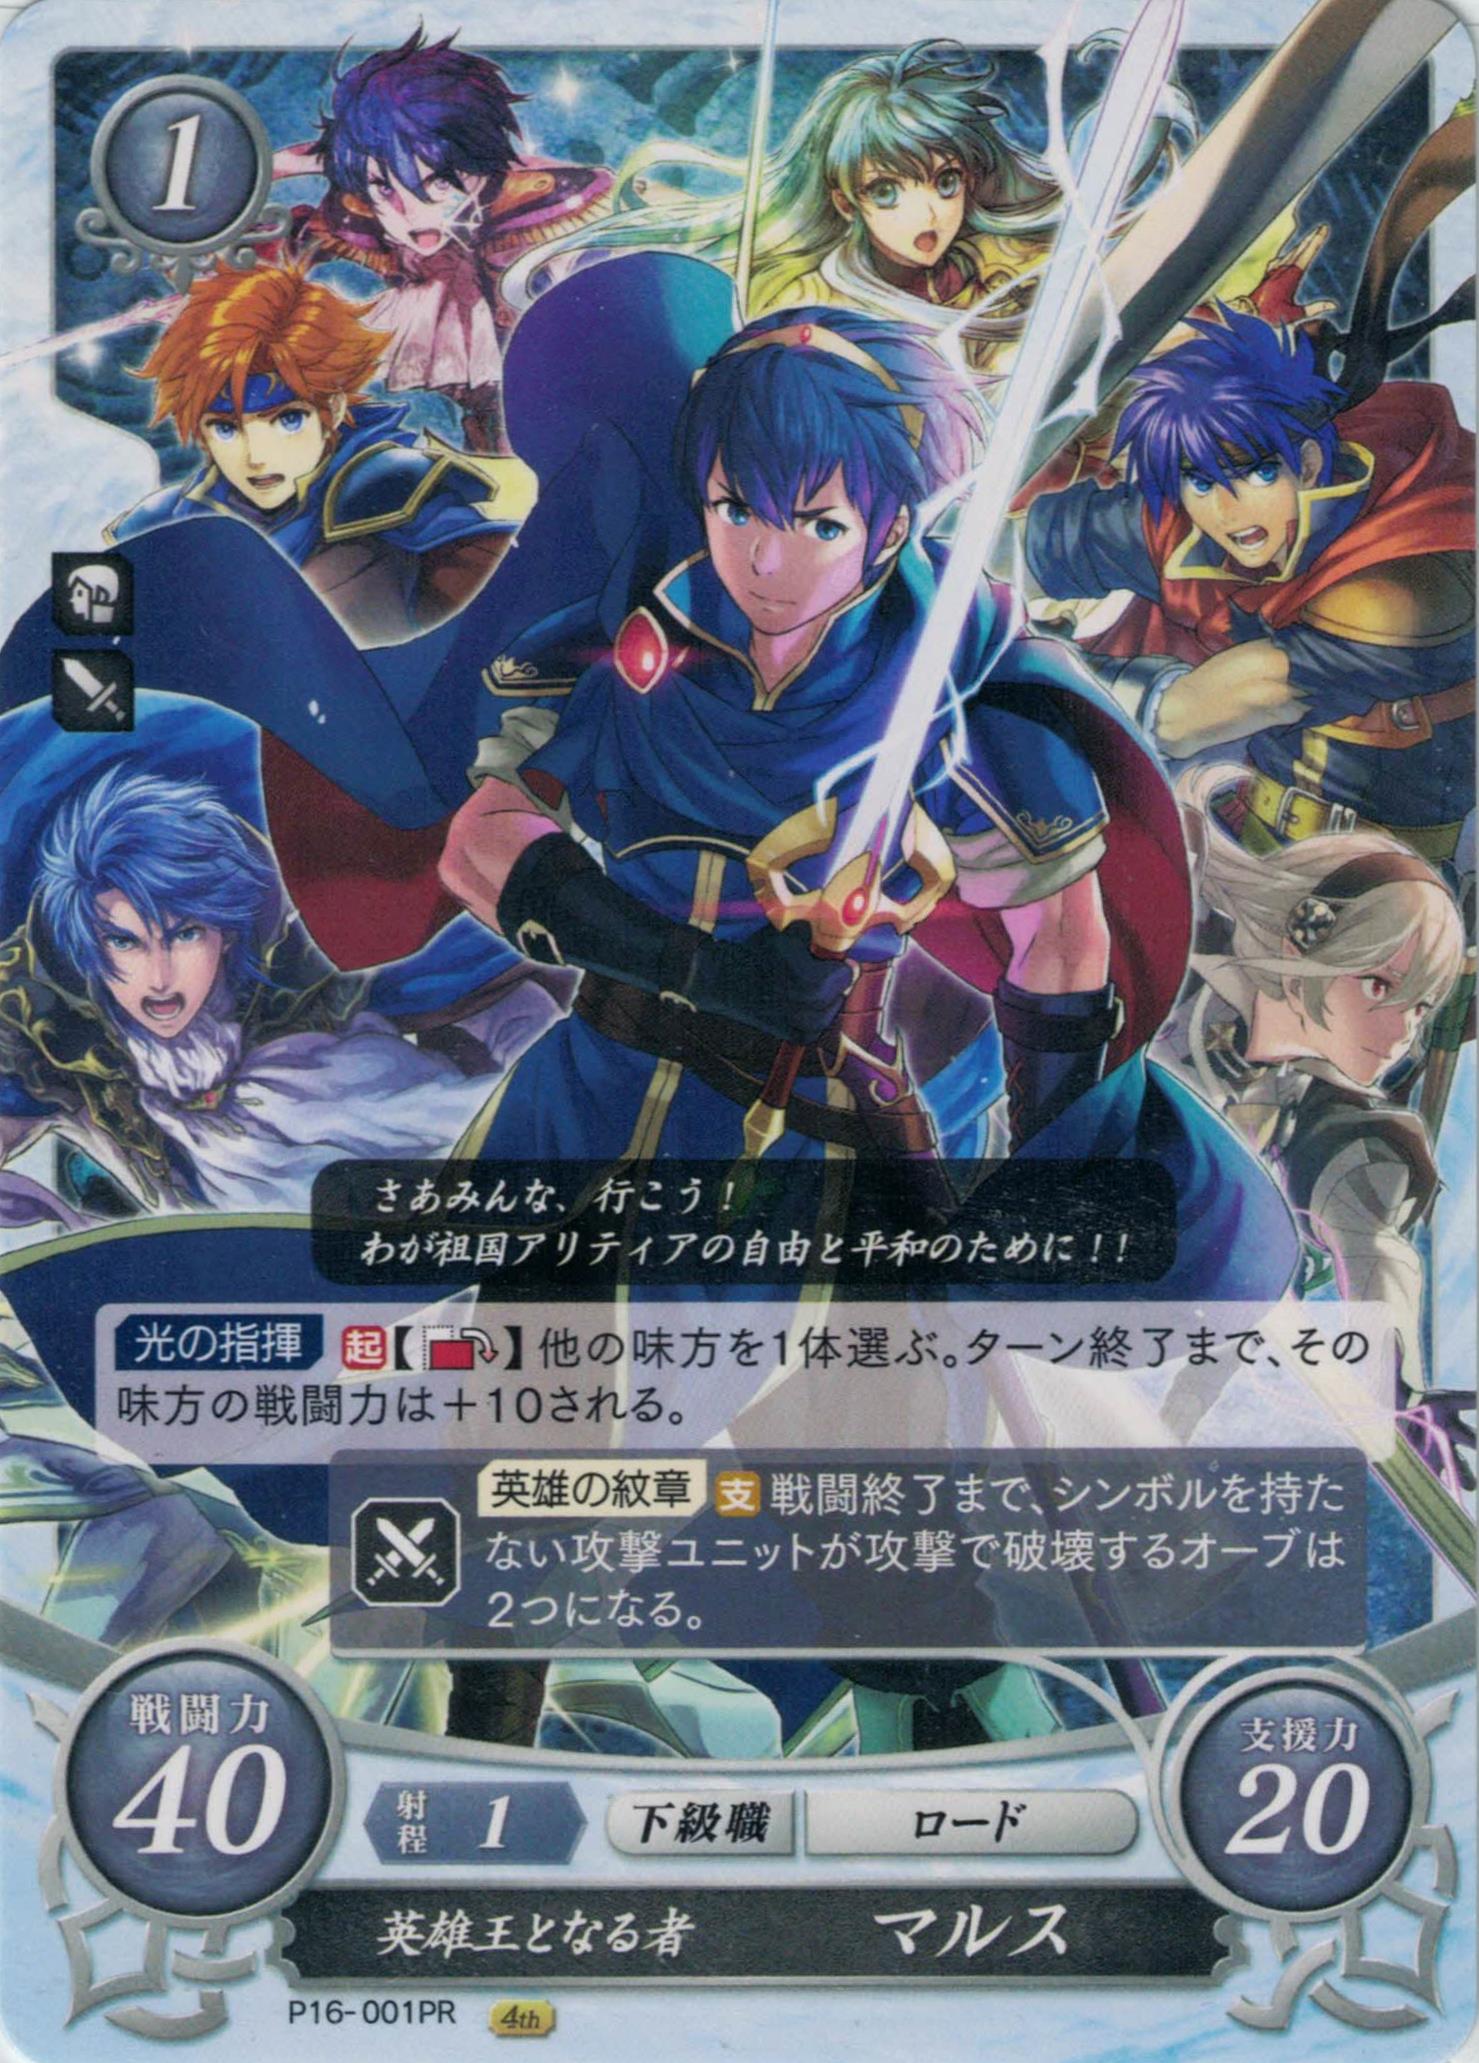 1
さあみんな、行こう！
わが祖国アリティアの自由と平和のために！！
光の指揮 起【】他の味方を1体選ぶ。ターン終了まで、その
味方の戦闘力は＋10される。
英雄の紋章 支 戦闘終了まで、シンボルを持た
ない攻撃ユニットが攻撃で破壊するオーブは
2つになる。
戦闘力
40
射程 1 下級職 ロード
支援力
20
英雄王となる者 マルス
P16-001PR 4th